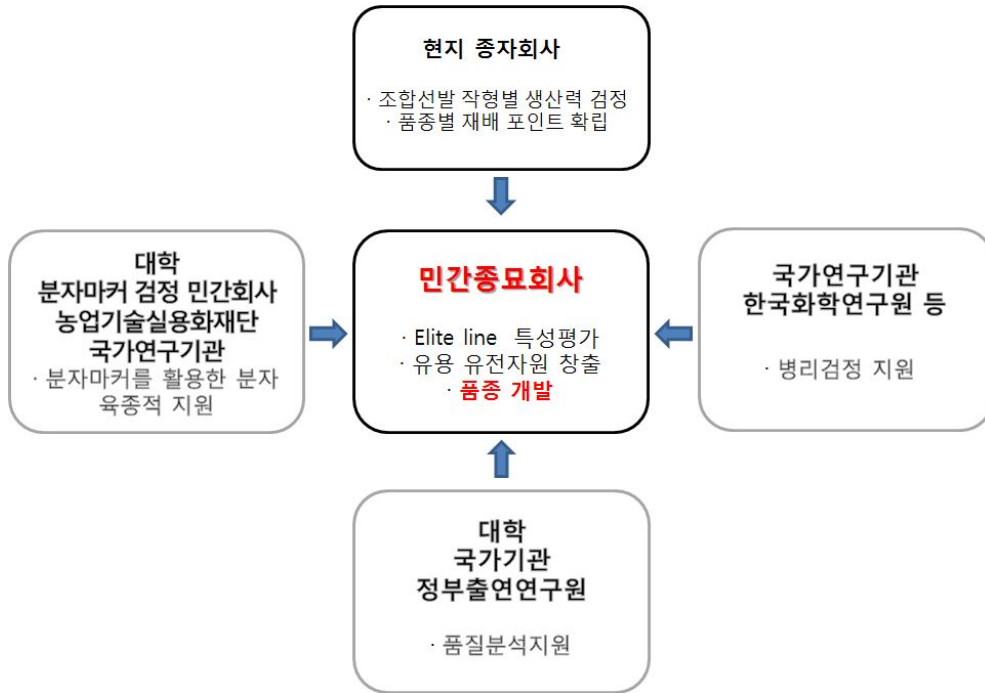 현지 종자회사
· 조합선발 작형별 생산력 검정
· 품종별 재배 포인트 확립
대학
분자마커 검정 민간회사
농업기술실용화재단
국가연구기관
· 분자마커를 활용한 분자
육종적 지원
민간종묘회사
· Elite line 특성평가
· 유용 유전자원 창출
· 품종 개발
국가연구기관
한국화학연구원 등
· 병리검정 지원
대학
국가기관
정부출연연구원
· 품질분석지원